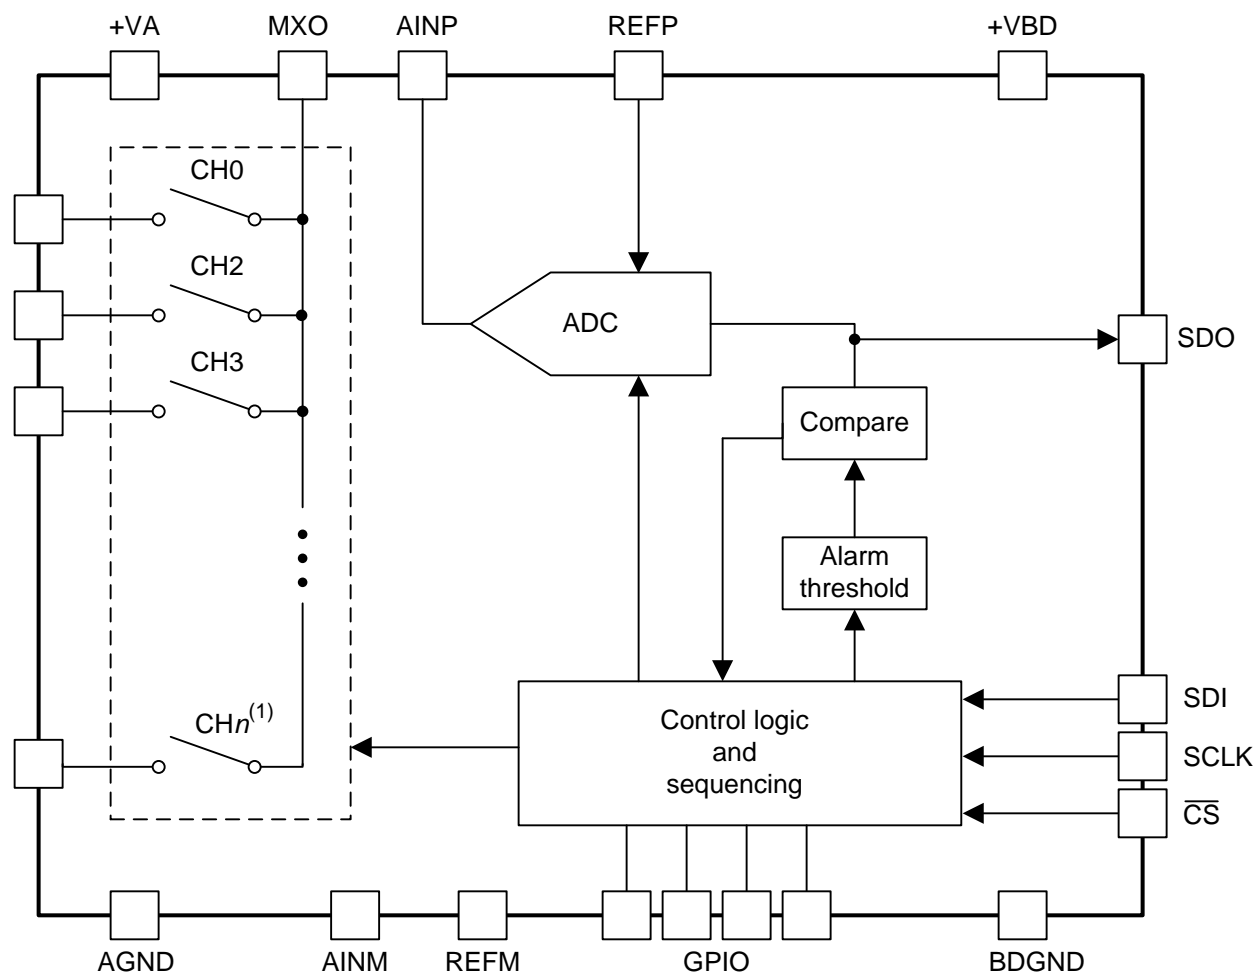 +VA
MXO
AINP
REFP
+VBD
CH0
CH2
CH3
ADC
SDO
Compare
Alarm
threshold
CHn(1)
Control logic
and
sequencing
SDI
SCLK
C̅S̅
AGND
AINM
REFM
GPIO
BDGND